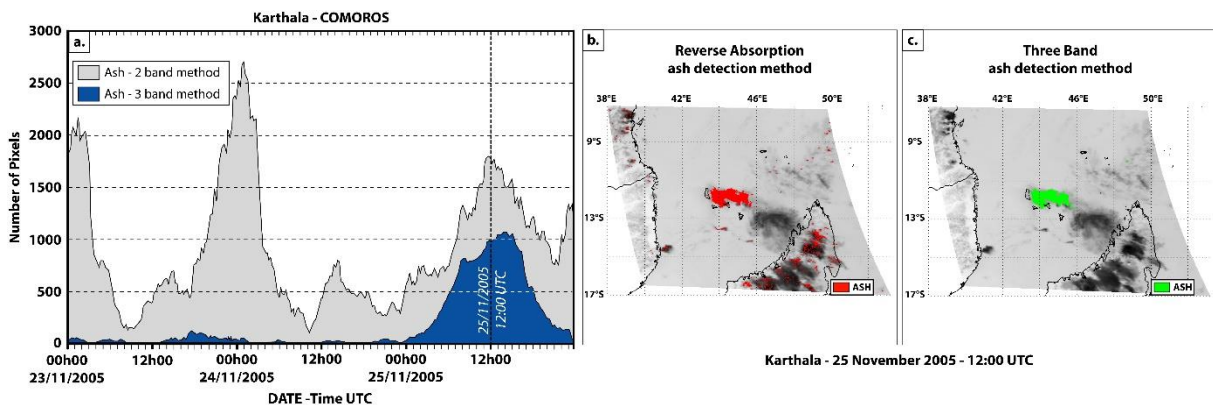 Karthala - COMOROS
a.
Ash - 2 band method
Ash - 3 band method
3000
2500
2000
1500
1000
500
0
Number of Pixels
25/11/2005
12:00 UTC
00h00
12h00
00h00
12h00
00h00
12h00
23/11/2005
24/11/2005
25/11/2005
DATE -Time UTC
b.
Reverse Absorption
ash detection method
38°E
42°E
46°E
50°E
9°S
13°S
17°S
ASH
c.
Three Band
ash detection method
38°E
42°E
46°E
50°E
9°S
13°S
17°S
ASH
Karthala - 25 November 2005 - 12:00 UTC